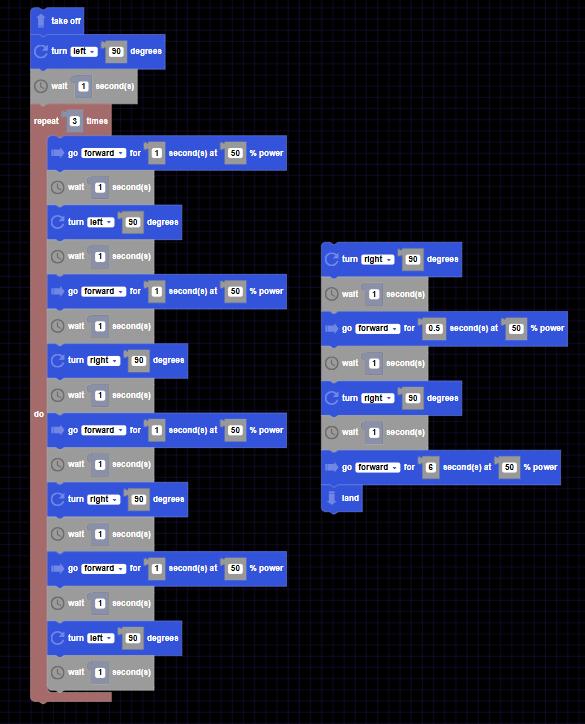 take off
turn left 90 degrees
wait 1 second(s)
repeat 3 times
do
go forward for 1 second(s) at 50 % power
wait 1 second(s)
turn left 90 degrees
wait 1 second(s)
go forward for 1 second(s) at 50 % power
wait 1 second(s)
turn right 90 degrees
wait 1 second(s)
go forward for 1 second(s) at 50 % power
wait 1 second(s)
turn right 90 degrees
wait 1 second(s)
go forward for 1 second(s) at 50 % power
wait 1 second(s)
turn left 90 degrees
wait 1 second(s)
turn right 90 degrees
wait 1 second(s)
go forward for 0.5 second(s) at 50 % power
wait 1 second(s)
turn right 90 degrees
wait 1 second(s)
go forward for 6 second(s) at 50 % power
land